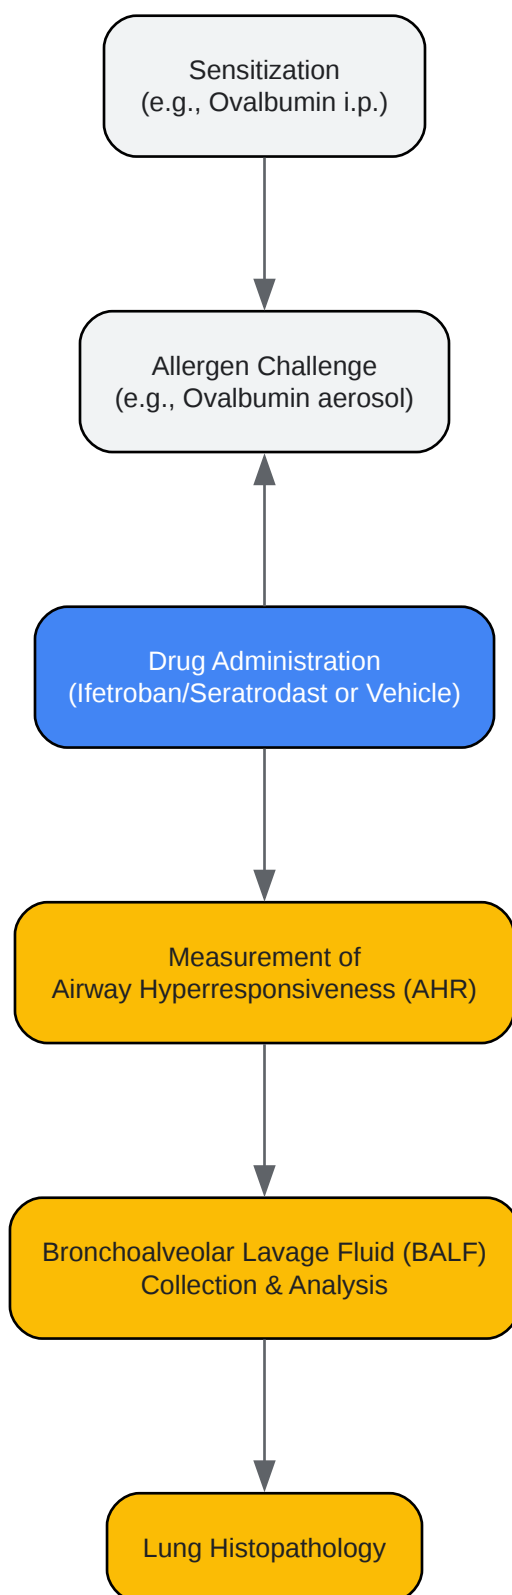 Sensitization
(e.g., Ovalbumin i.p.)
Allergen Challenge
(e.g., Ovalbumin aerosol)
Drug Administration
(Ifetroban/Seratrodast or Vehicle)
Measurement of
Airway Hyperresponsiveness (AHR)
Bronchoalveolar Lavage Fluid (BALF)
Collection & Analysis
Lung Histopathology